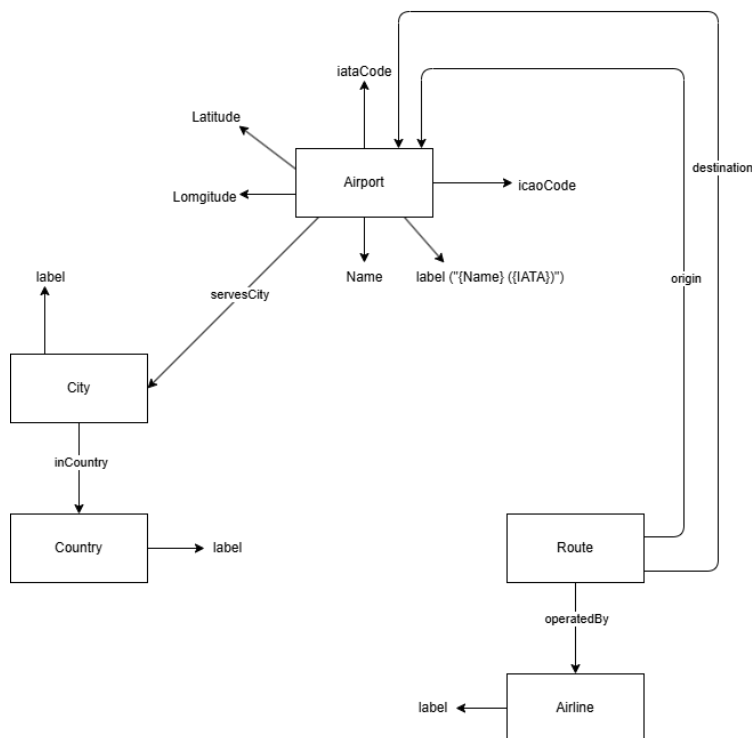 iataCode
Latitude
Airport
destination
Lomgitude
icaoCode
label
Name
label ("{Name} ({IATA})")
origin
servesCity
City
inCountry
Country
label
Route
operatedBy
label
Airline